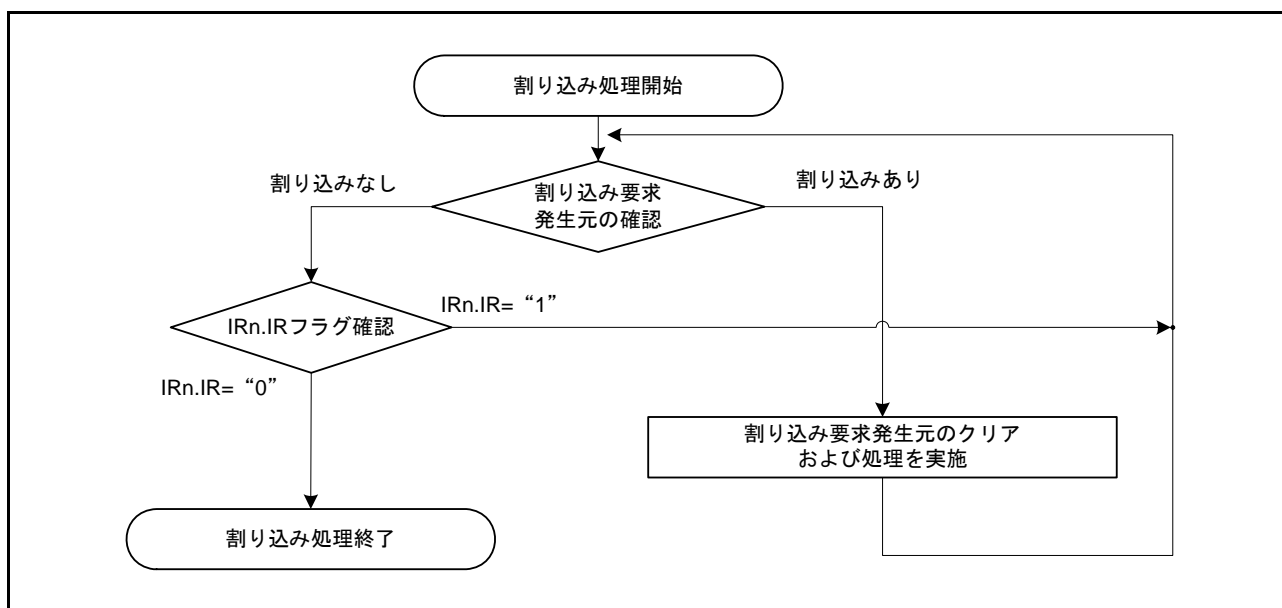 割り込み処理開始
割り込みなし
割り込みあり
割り込み要求
発生元の確認
IRn.IR= “1”
IRn.IRフラグ確認
IRn.IR= “0”
割り込み要求発生元のクリア
および処理を実施
割り込み処理終了